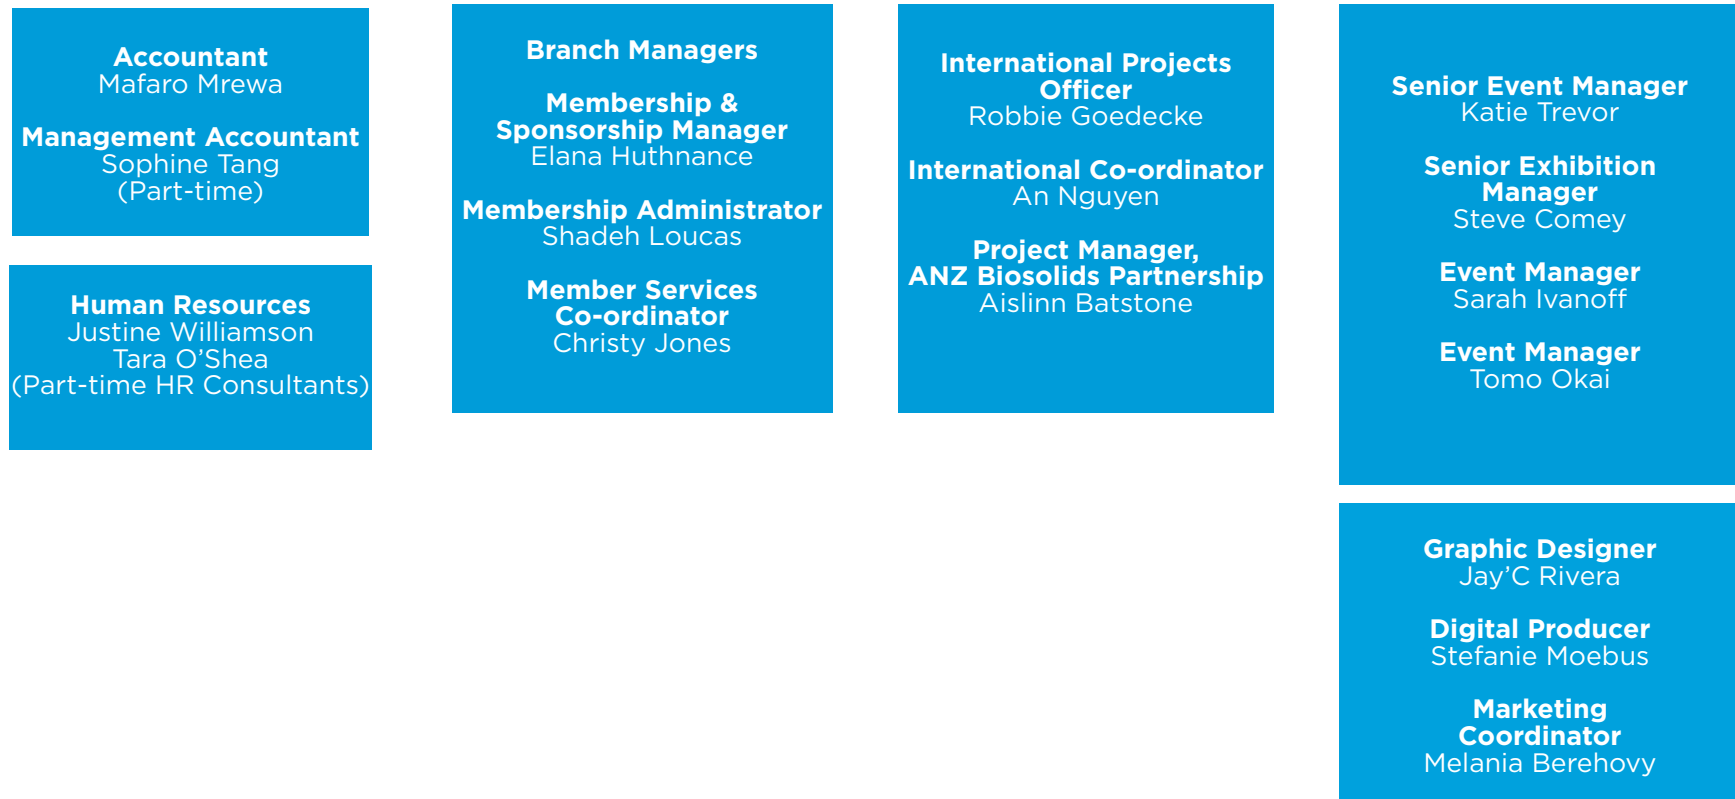 Accountant
Mafaro Mrewa
Management Accountant
Sophine Tang
(Part-time)
Human Resources
Justine Williamson
Tara O’Shea
(Part-time HR Consultants)
Branch Managers
Membership &
Sponsorship Manager
Elana Huthnance
Membership Administrator
Shadeh Loucas
Member Services
Co-ordinator
Christy Jones
International Projects
Officer
Robbie Goedecke
International Co-ordinator
An Nguyen
Project Manager,
ANZ Biosolids Partnership
Aislinn Batstone
Senior Event Manager
Katie Trevor
Senior Exhibition
Manager
Steve Comey
Event Manager
Sarah Ivanoff
Event Manager
Tomo Okai
Graphic Designer
Jay’C Rivera
Digital Producer
Stefanie Moebus
Marketing
Coordinator
Melania Berehovy